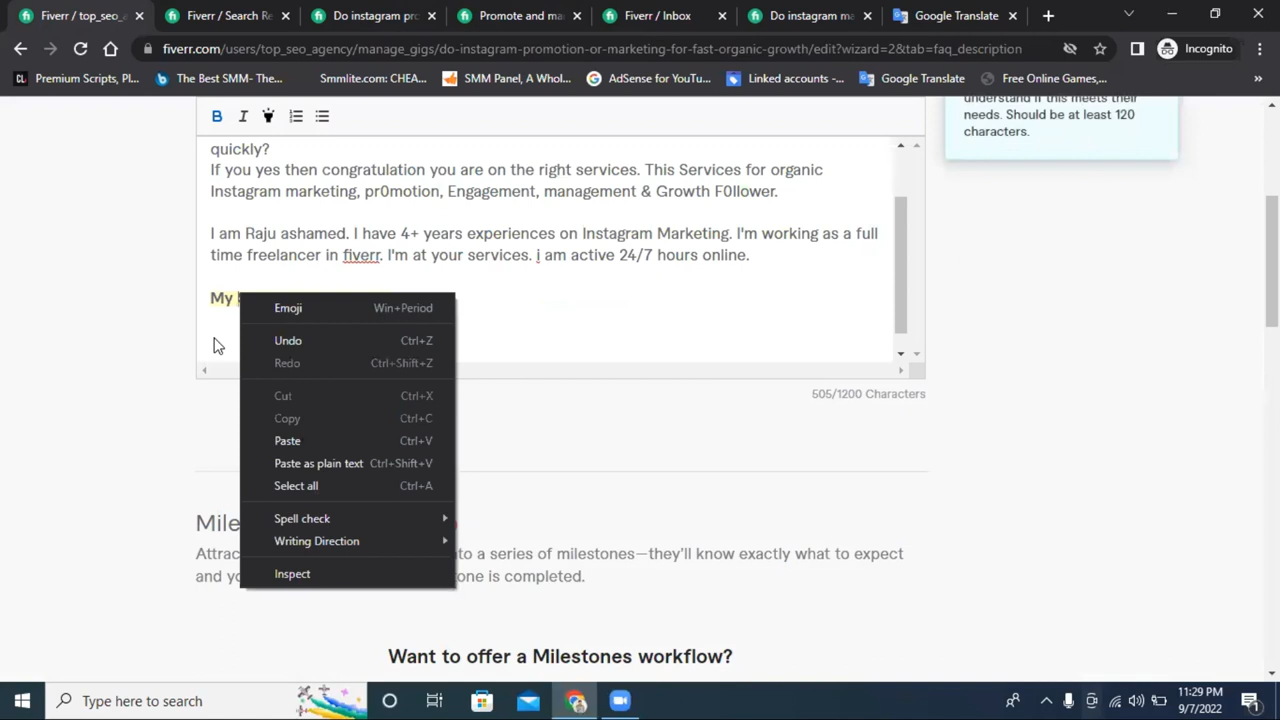 Fiverr / top_seo_a
Fiverr / Search Re
Do instagram pro
Promote and ma
Fiverr / Inbox
Do instagram ma
Google Translate
fiverr.com/users/top_seo_agency/manage_gigs/do-instagram-promotion-or-marketing-for-fast-organic-growth/edit?wizard=2&tab=faq_description
Incognito
Premium Scripts, Pl...
The Best SMM- The...
Smmlite.com: CHEA...
SMM Panel, A Whol...
AdSense for YouTu...
Linked accounts -...
Google Translate
Free Online Games,...
understand if this meets their
needs. Should be at least 120
characters.
B I
quickly?
If you yes then congratulation you are on the right services. This Services for organic
Instagram marketing, pr0motion, Engagement, management & Growth F0llower.
I am Raju ashamed. I have 4+ years experiences on Instagram Marketing. I'm working as a full
time freelancer in fiverr. I'm at your services. i am active 24/7 hours online.
My
Emoji Win+Period
Undo Ctrl+Z
Redo Ctrl+Shift+Z
Cut Ctrl+X
Copy Ctrl+C
Paste Ctrl+V
Paste as plain text Ctrl+Shift+V
Select all Ctrl+A
Spell check
Writing Direction
Inspect
505/1200 Characters
Mile
Attrac to a series of milestones—they'll know exactly what to expect
and yo one is completed.
Want to offer a Milestones workflow?
Type here to search
11:29 PM
9/7/2022